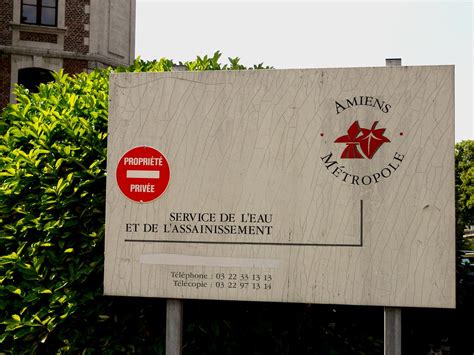 AMIENS
MÉTROPOLE
PROPRIÉTÉ
PRIVÉE
SERVICE DE L'EAU
ET DE L'ASSAINISSEMENT
Téléphone : 03 22 33 13 13
Télécopie : 03 22 97 13 14